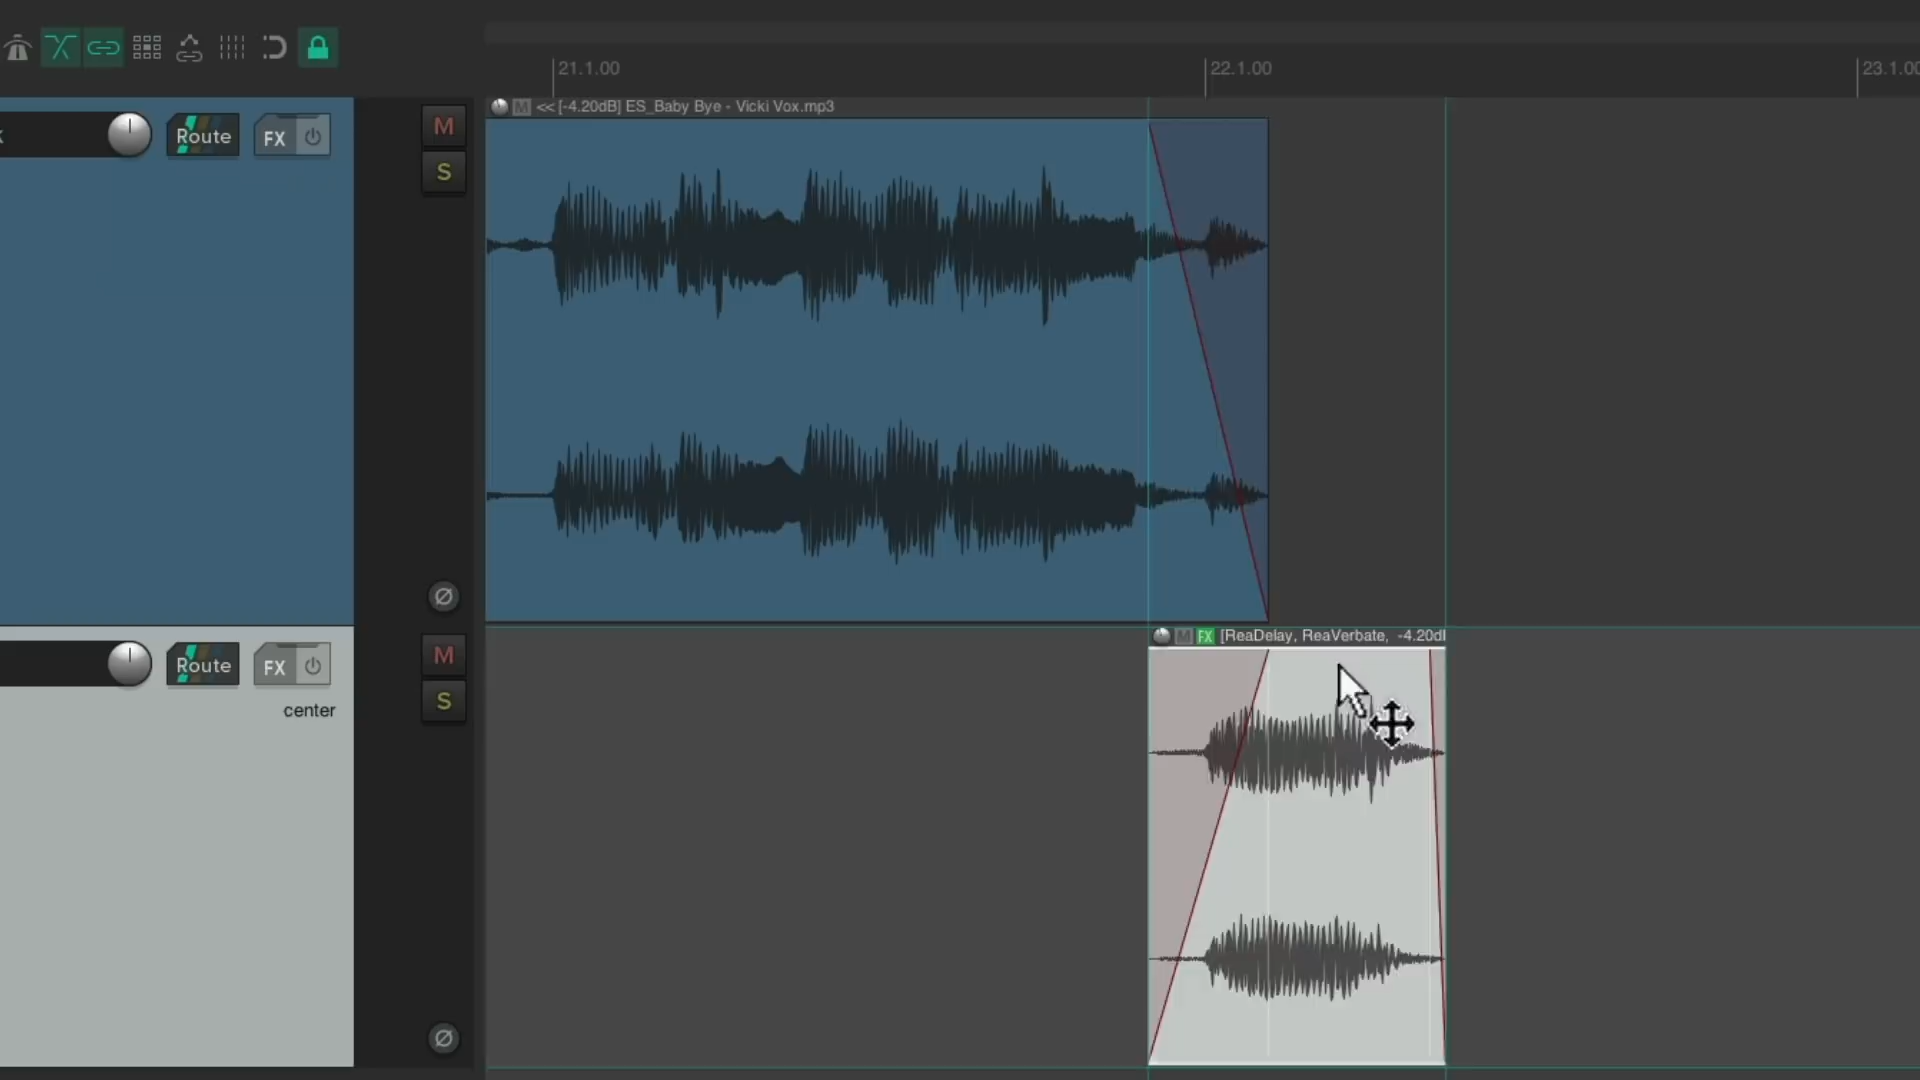 21.1.00
22.1.00
23.1.00
<< [-4.20dB] ES_Baby Bye - Vicki Vox.mp3
M
Route
FX
M
S
FX [ReaDelay, ReaVerbate, -4.20dB
M
M
Route
FX
S
center